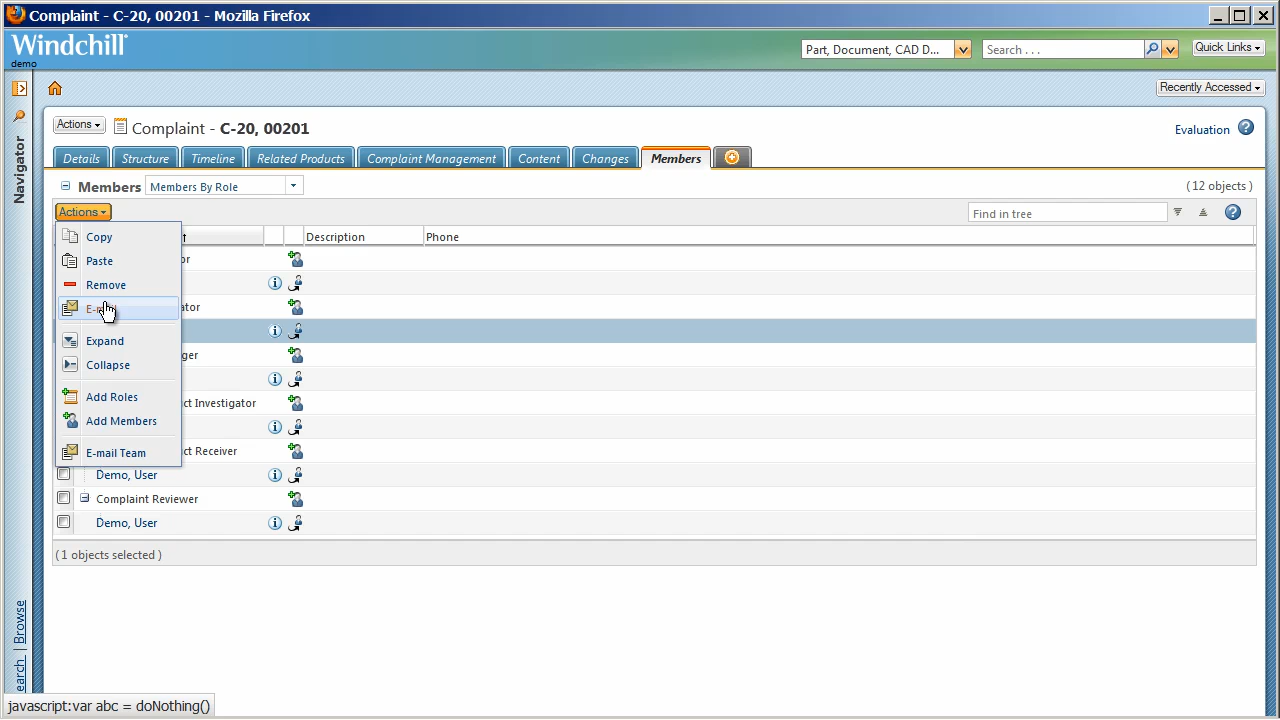 Complaint - C-20, 00201 - Mozilla Firefox
Windchill
demo
Part, Document, CAD D...
Search . . .
Quick Links
Recently Accessed
Navigator
Browse
earch
Actions
Complaint - C-20, 00201
Evaluation
Details
Structure
Timeline
Related Products
Complaint Management
Content
Changes
Members
Members
Members By Role
( 12 objects )
Actions
Find in tree
Description
Phone
Copy
Paste
Remove
Expand
Collapse
Add Roles
Add Members
E-mail Team
or
ator
ger
ct Investigator
ct Receiver
Demo, User
Complaint Reviewer
Demo, User
( 1 objects selected )
javascript:var abc = doNothing()